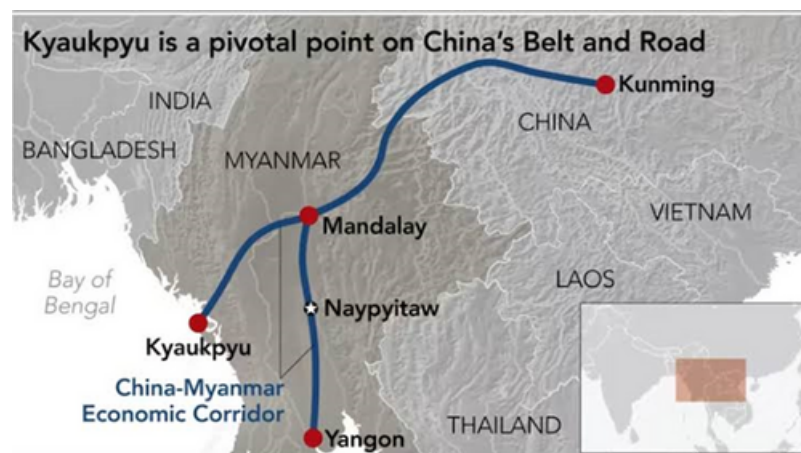 Kyaukpyu is a pivotal point on China's Belt and Road
Kunming
INDIA
CHINA
BANGLADESH
MYANMAR
VIETNAM
Mandalay
Bay of
Bengal
LAOS
Naypyitaw
Kyaukpyu
China-Myanmar
Economic Corridor
THAILAND
Yangon